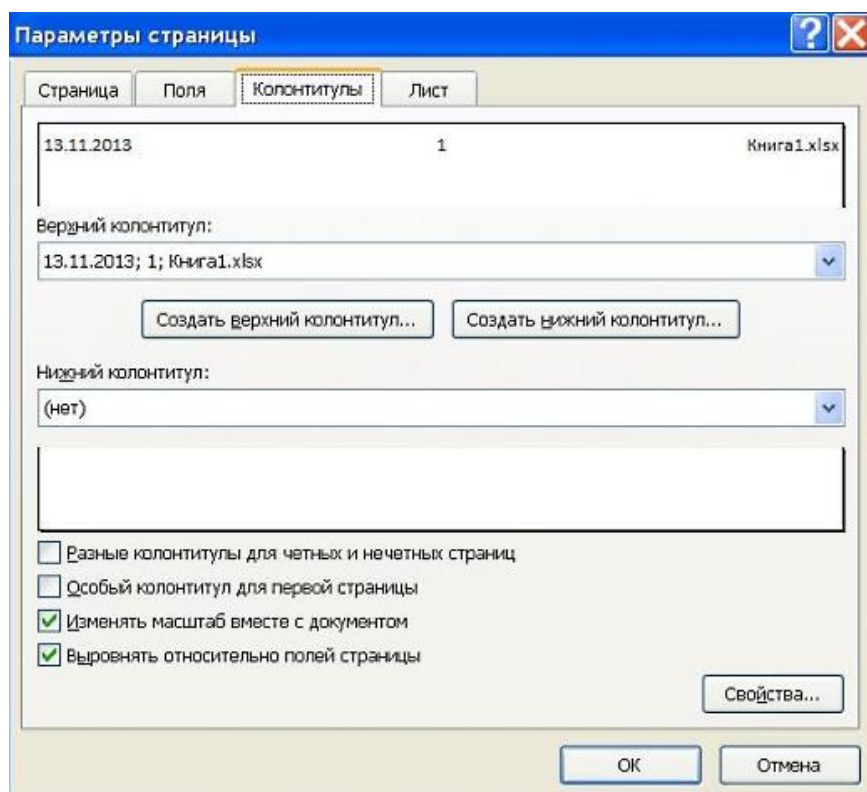 Параметры страницы ?
Страница Поля Колонтитулы Лист
13.11.2013 1 Книга1.xlsx
Верхний колонтитул:
13.11.2013; 1; Книга1.xlsx
Создать верхний колонтитул... Создать нижний колонтитул...
Нижний колонтитул:
(нет)
Разные колонтитулы для четных и нечетных страниц
Особый колонтитул для первой страницы
Изменять масштаб вместе с документом
Выровнять относительно полей страницы
Свойства...
ОК Отмена